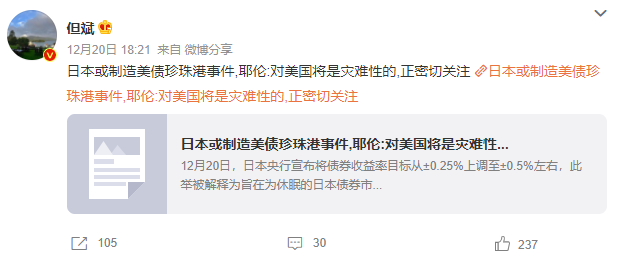 但斌
12月20日 18:21 来自 微博分享
日本或制造美债珍珠港事件,耶伦:对美国将是灾难性的,正密切关注 日本或制造美债珍
珠港事件,耶伦:对美国将是灾难性的,正密切关注
日本或制造美债珍珠港事件,耶伦:对美国将是灾难性...
12月20日，日本央行宣布将债券收益率目标从±0.25%上调至±0.5%左右，此
举被解释为旨在为休眠的日本债券市...
105 30 237